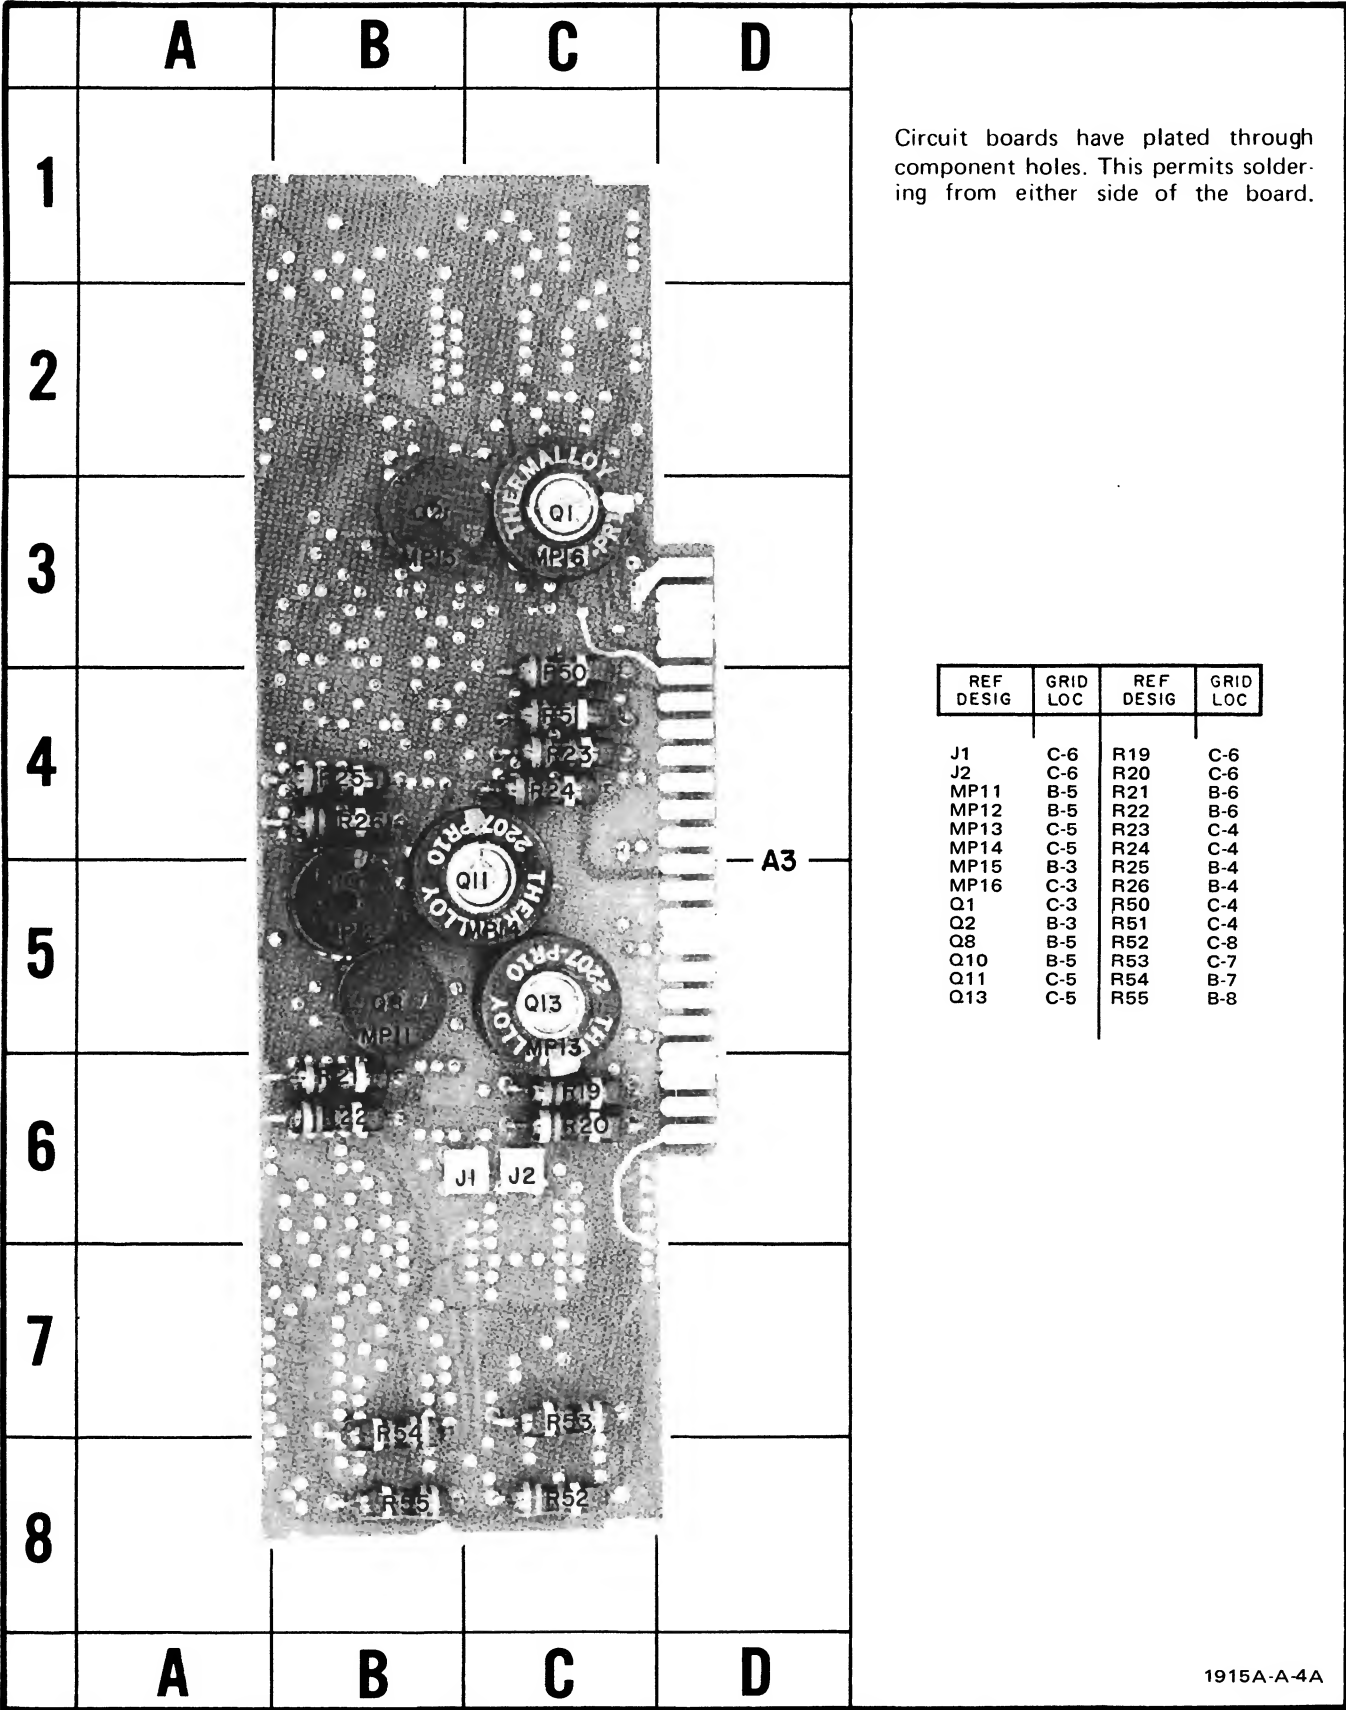 A B C D
1
Circuit boards have plated through
component holes. This permits solder-
ing from either side of the board.
2
THERMALLOY
Q2 Q1
MP15 MP16 PR1
3
R50
REF DESIG GRID LOC REF DESIG GRID LOC
R51
R23
4
R25 R24
R26
2207-PR10
A3
Q11
THERMALLOY
MP14
J1 C-6 R19 C-6
J2 C-6 R20 C-6
MP11 B-5 R21 B-6
MP12 B-5 R22 B-6
MP13 C-5 R23 C-4
MP14 C-5 R24 C-4
MP15 B-3 R25 B-4
MP16 C-3 R26 B-4
Q1 C-3 R50 C-4
Q2 B-3 R51 C-4
Q8 B-5 R52 C-8
Q10 B-5 R53 C-7
Q11 C-5 R54 B-7
Q13 C-5 R55 B-8
5
2207-PR10
Q8 Q13
MP11 MP13
R21 R19
R22 R20
6
J1 J2
7
R54 R53
R55 R52
8
A B C D
1915A-A-4A